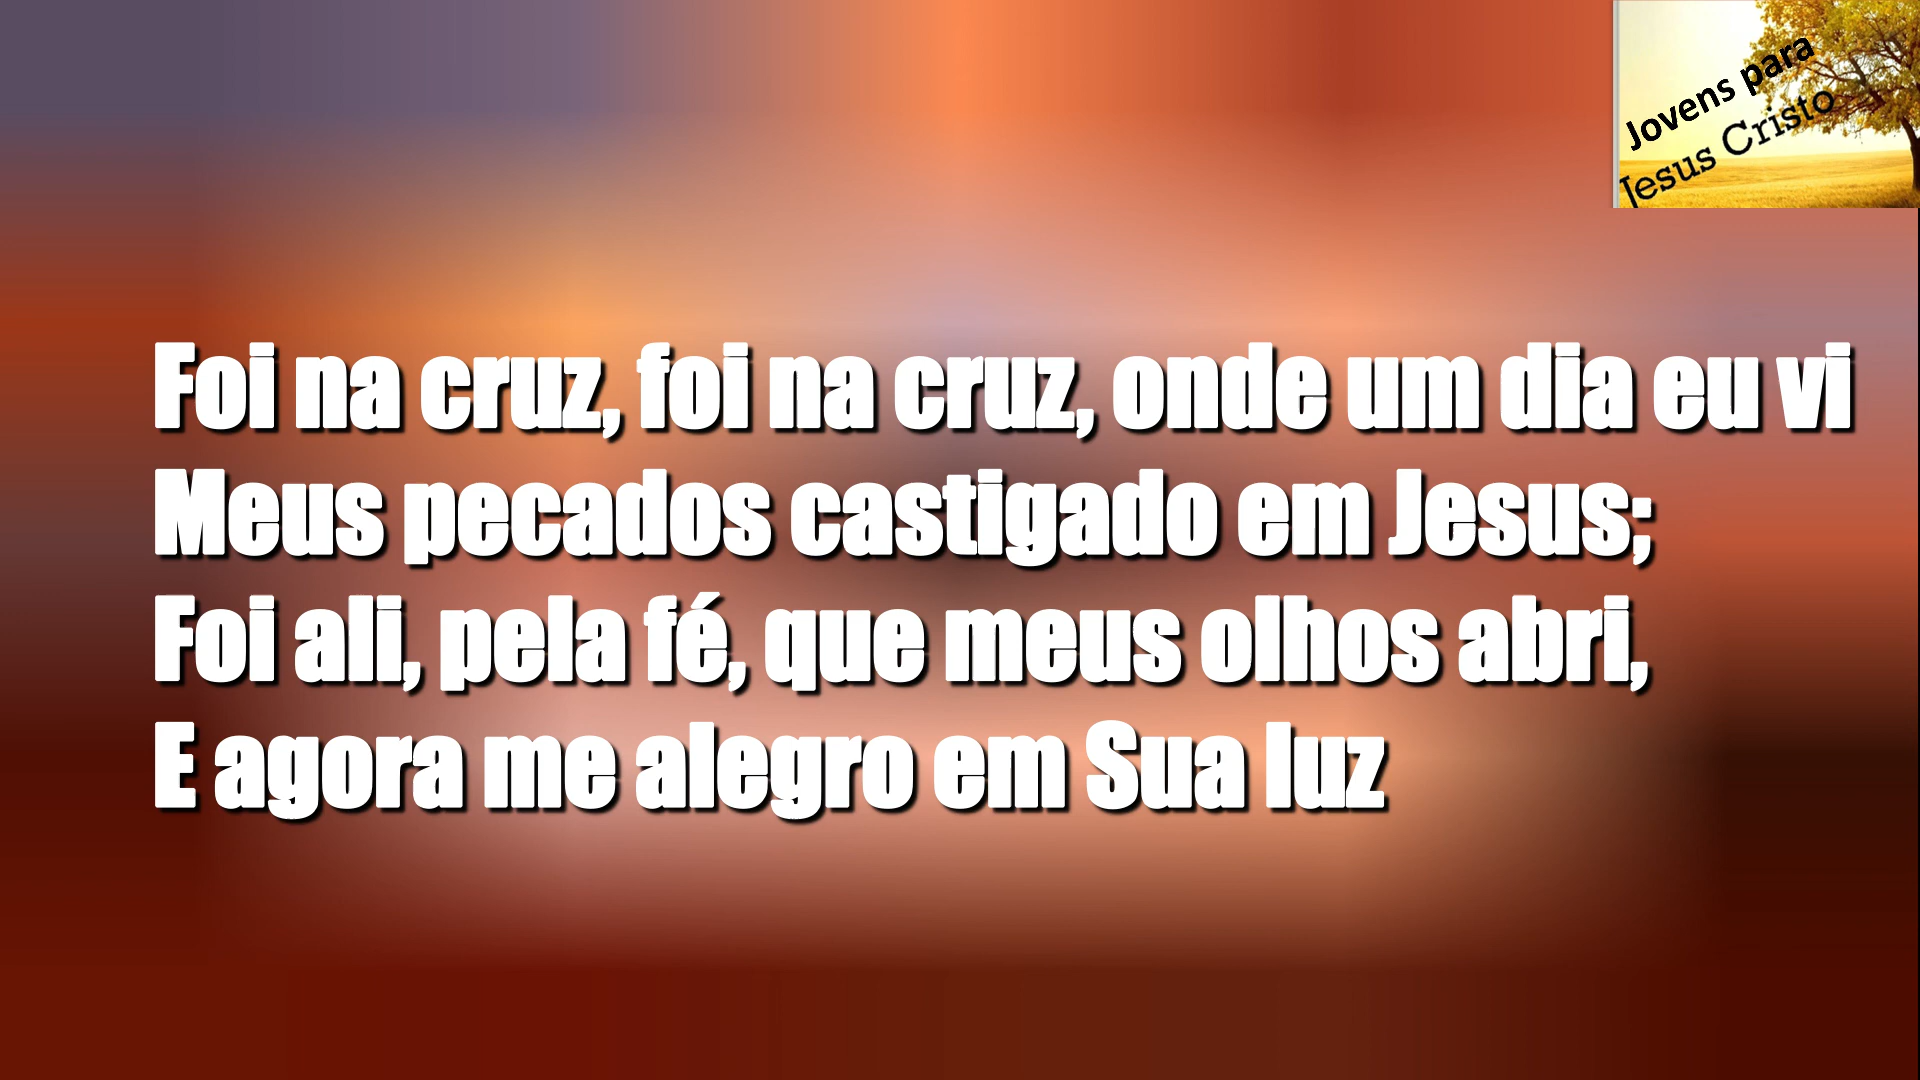 Jovens para
Jesus Cristo
Foi na cruz, foi na cruz, onde um dia eu vi
Meus pecados castigado em Jesus;
Foi ali, pela fé, que meus olhos abri,
E agora me alegro em Sua luz